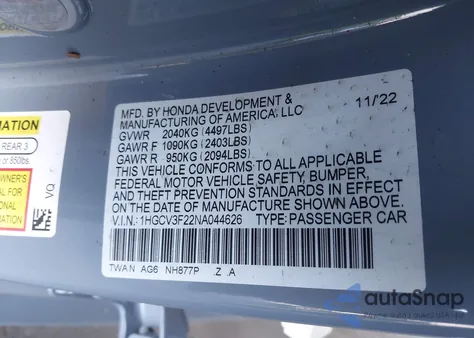 MATION
REAR 3
or 850lbs.
OWNER'S
AL FOR
ONAL
MATION
VQ
MFD. BY HONDA DEVELOPMENT &
MANUFACTURING OF AMERICA, LLC 11/22
GVWR 2040KG (4497LBS)
GAWR F 1090KG (2403LBS)
GAWR R 950KG (2094LBS)
THIS VEHICLE CONFORMS TO ALL APPLICABLE
FEDERAL MOTOR VEHICLE SAFETY, BUMPER,
AND THEFT PREVENTION STANDARDS IN EFFECT
ON THE DATE OF MANUFACTURE SHOWN ABOVE.
V.I.N.: 1HGCV3F22NA044626 TYPE:PASSENGER CAR
TWAN AG6 NH877P .Z .A
autoSnap